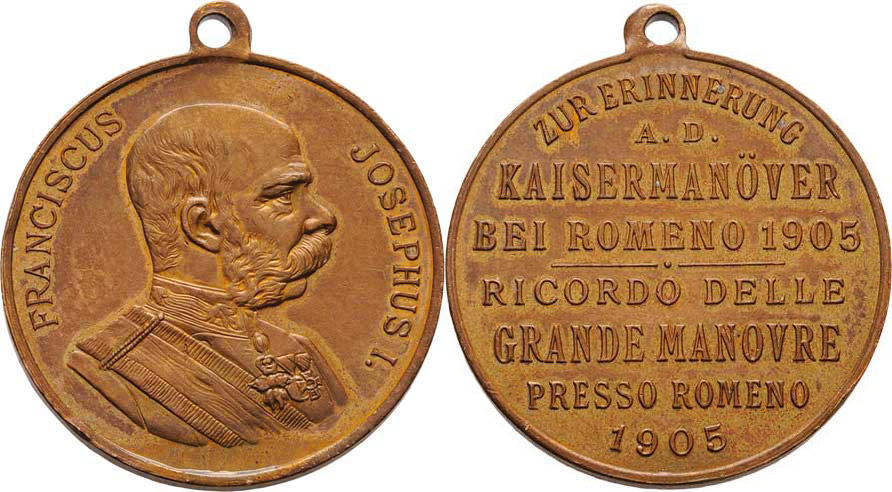 FRANCISCUS JOSEPHUS I.
ZUR ERINNERUNG
A. D.
KAISERMANÖVER
BEI ROMENO 1905
RICORDO DELLE
GRANDE MANOVRE
PRESSO ROMENO
1905